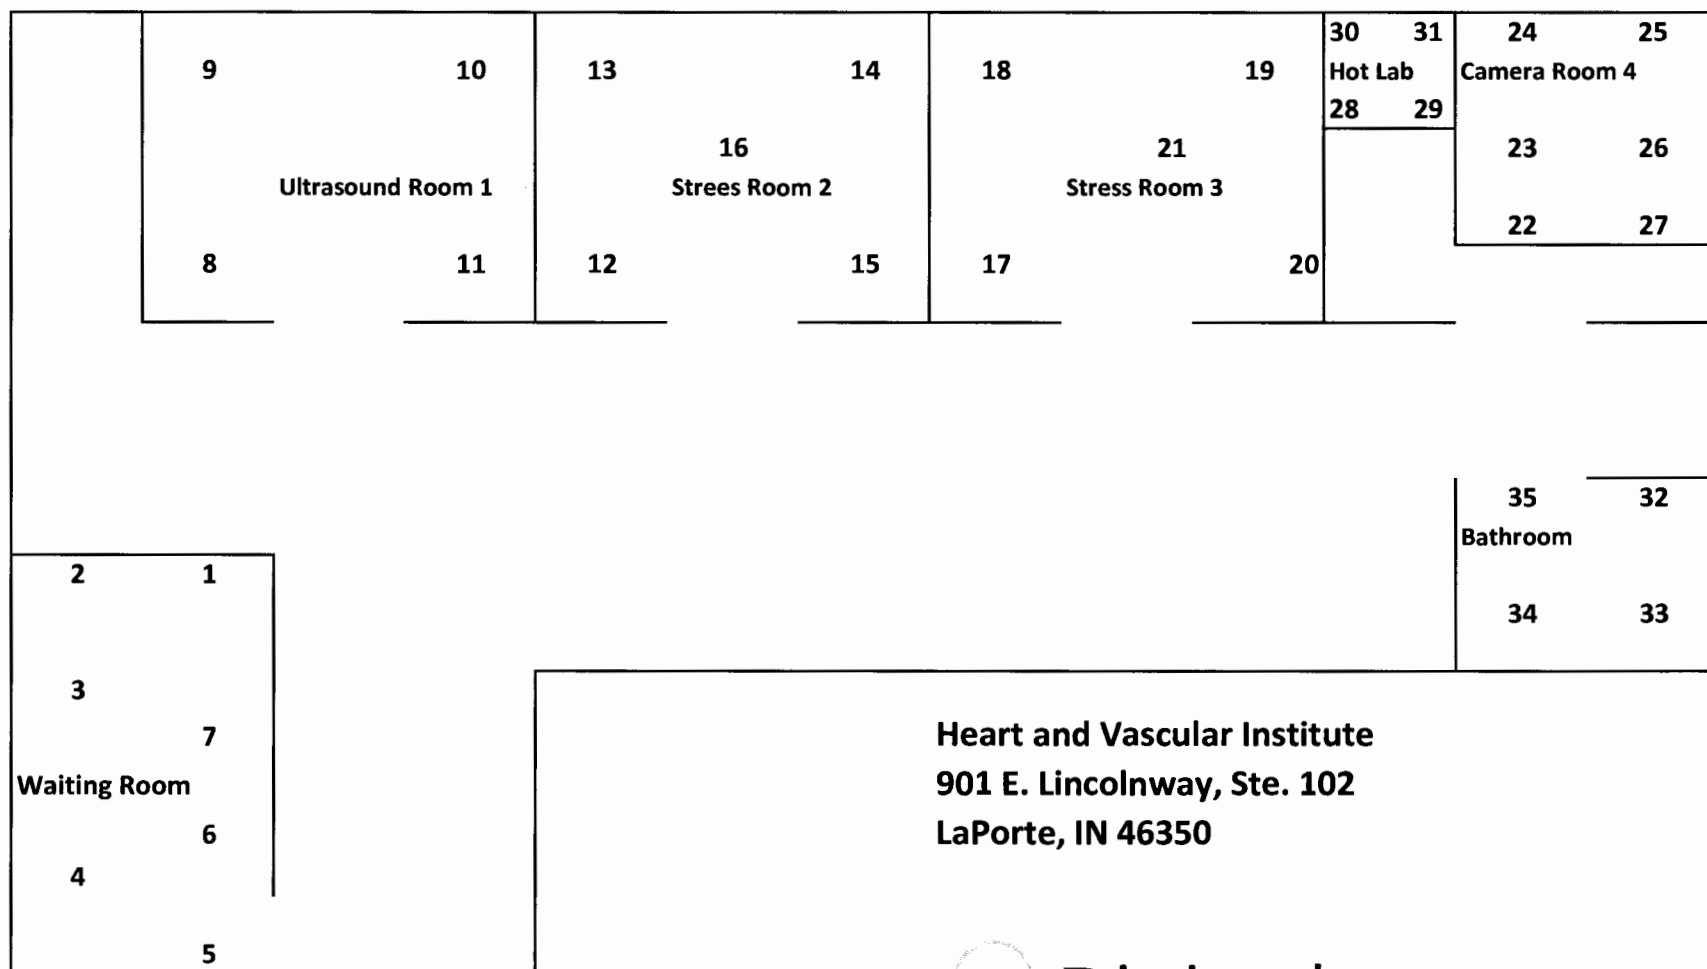 30 31 24 25
9 10 13 14 18 19 Hot Lab Camera Room 4
28 29
16 21 23 26
Ultrasound Room 1 Strees Room 2 Stress Room 3
22 27
8 11 12 15 17 20
35 32
Bathroom
2 1
34 33
3
7
Heart and Vascular Institute
Waiting Room
901 E. Lincolnway, Ste. 102
6
LaPorte, IN 46350
4
5